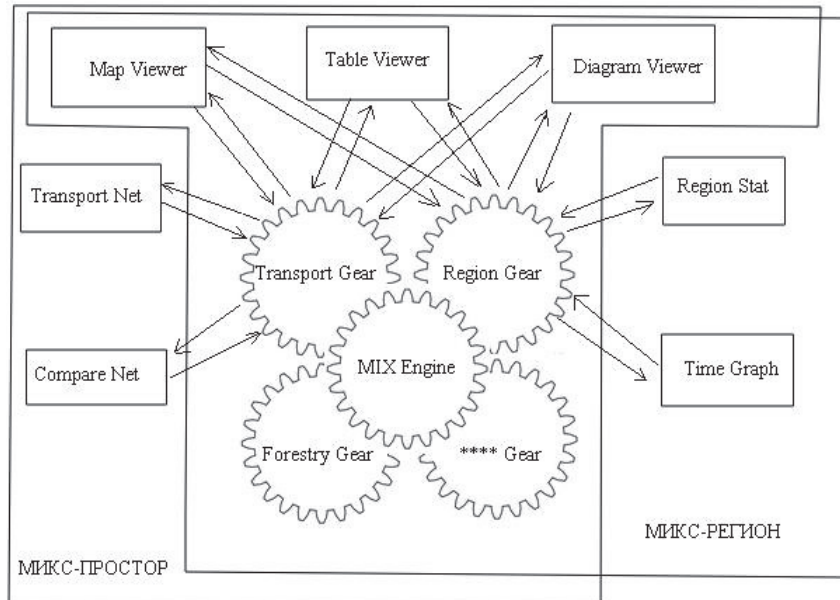 Map Viewer
Table Viewer
Diagram Viewer
Transport Net
Region Stat
Transport Gear
Region Gear
MIX Engine
Compare Net
Time Graph
Forestry Gear
**** Gear
МИКС-РЕГИОН
МИКС-ПРОСТОР